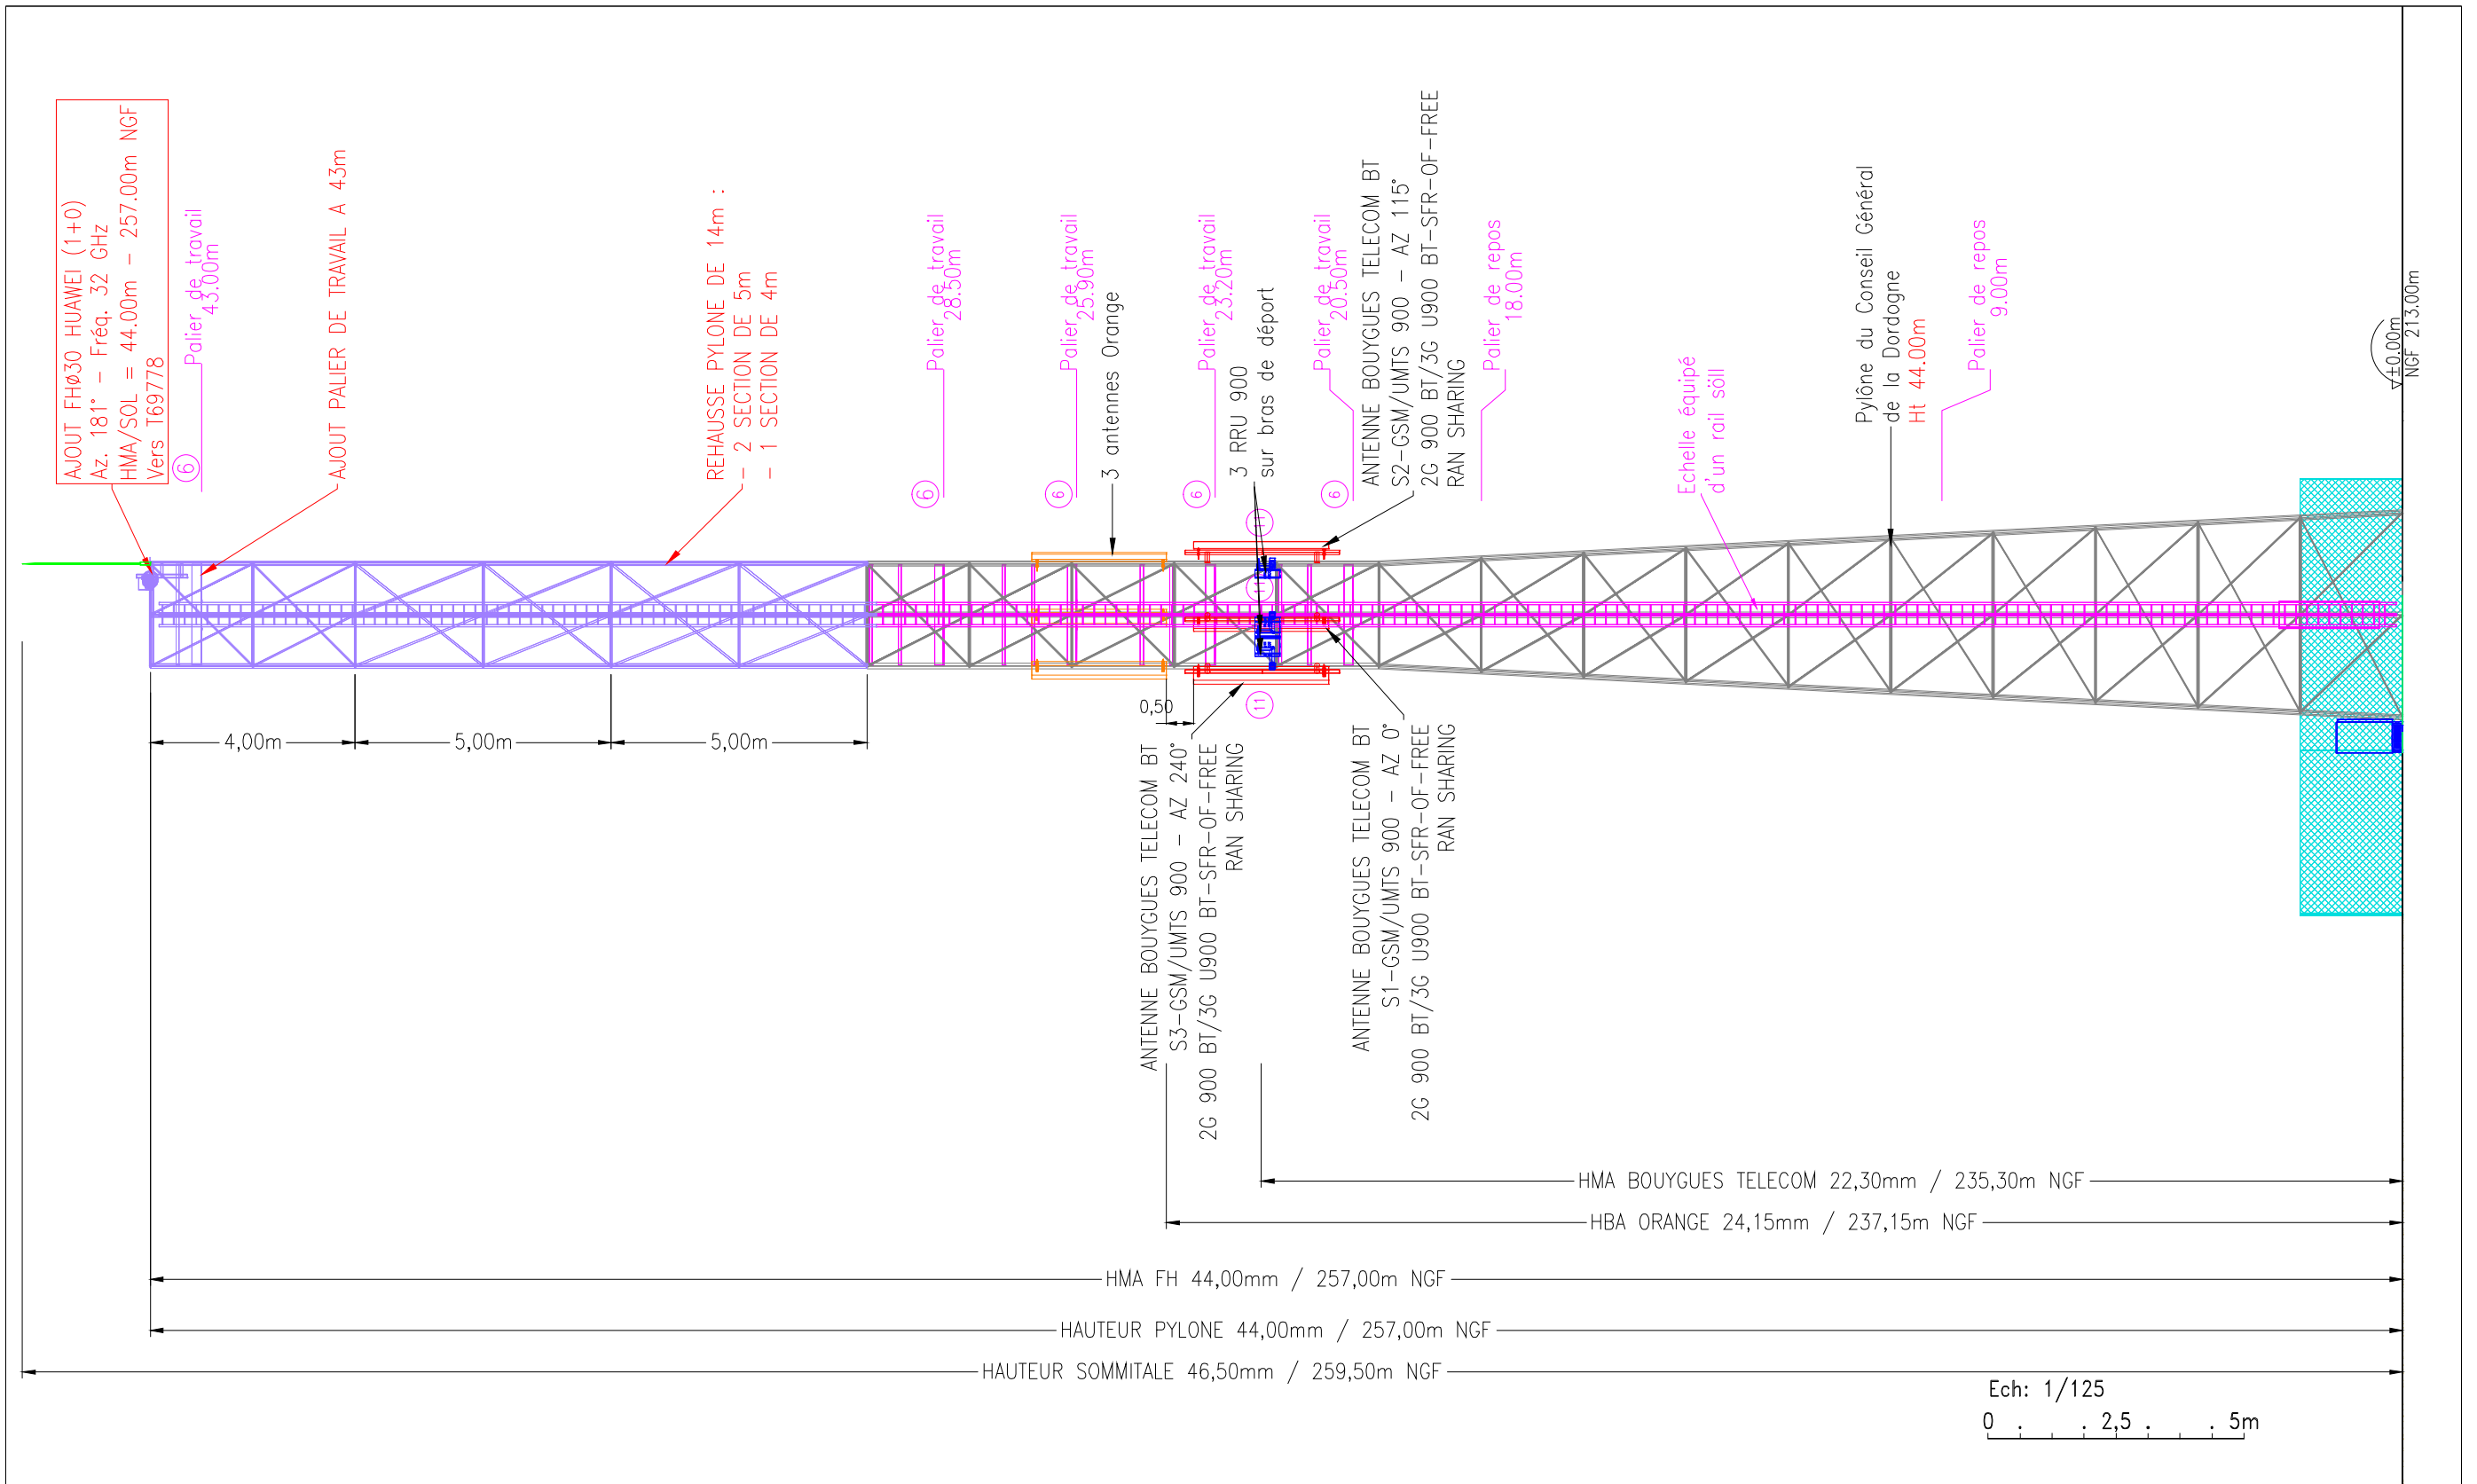 AJOUT FHø30 HUAWEI (1+0)
Az. 181° - Fréq. 32 GHz
HMA/SOL = 44.00m - 257.00m NGF
Vers T69778
Palier de travail
43.00m
6
AJOUT PALIER DE TRAVAIL A 43m
REHAUSSE PYLONE DE 14m :
- 2 SECTION DE 5m
- 1 SECTION DE 4m
Palier de travail
28.50m
6
Palier de travail
25.90m
6
3 antennes Orange
Palier de travail
23.20m
6
3 RRU 900
sur bras de déport
Palier de travail
20.50m
6
ANTENNE BOUYGUES TELECOM BT
S2-GSM/UMTS 900 - AZ 115°
2G 900 BT/3G U900 BT-SFR-OF-FREE
RAN SHARING
Palier de repos
18.00m
Echelle équipé
d'un rail söll
Pylône du Conseil Général
de la Dordogne
Ht 44.00m
Palier de repos
9.00m
±0.00m
NGF 213.00m
11
11
11
0,50
4,00m
5,00m
5,00m
ANTENNE BOUYGUES TELECOM BT
S3-GSM/UMTS 900 - AZ 240°
2G 900 BT/3G U900 BT-SFR-OF-FREE
RAN SHARING
ANTENNE BOUYGUES TELECOM BT
S1-GSM/UMTS 900 - AZ 0°
2G 900 BT/3G U900 BT-SFR-OF-FREE
RAN SHARING
HMA BOUYGUES TELECOM 22,30mm / 235,30m NGF
HBA ORANGE 24,15mm / 237,15m NGF
HMA FH 44,00mm / 257,00m NGF
HAUTEUR PYLONE 44,00mm / 257,00m NGF
HAUTEUR SOMMITALE 46,50mm / 259,50m NGF
Ech: 1/125
0 . . 2,5 . . 5m